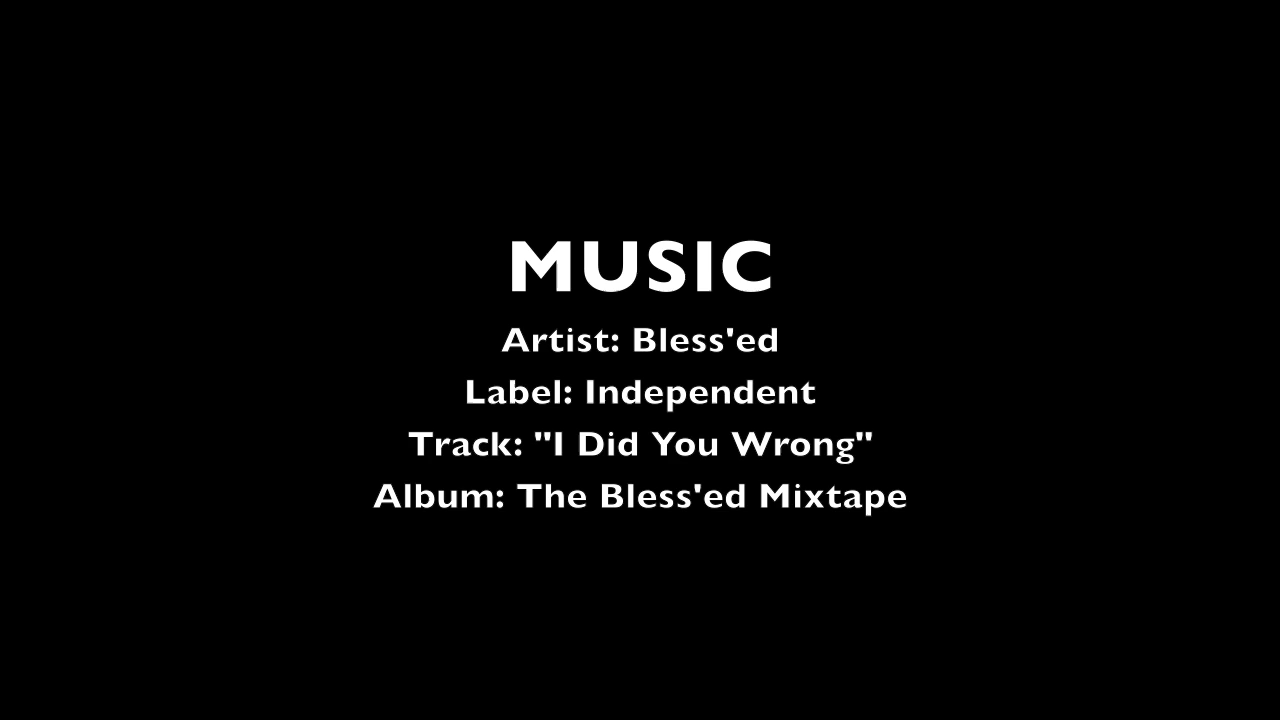 MUSIC
Artist: Bless'ed
Label: Independent
Track: "I Did You Wrong"
Album: The Bless'ed Mixtape